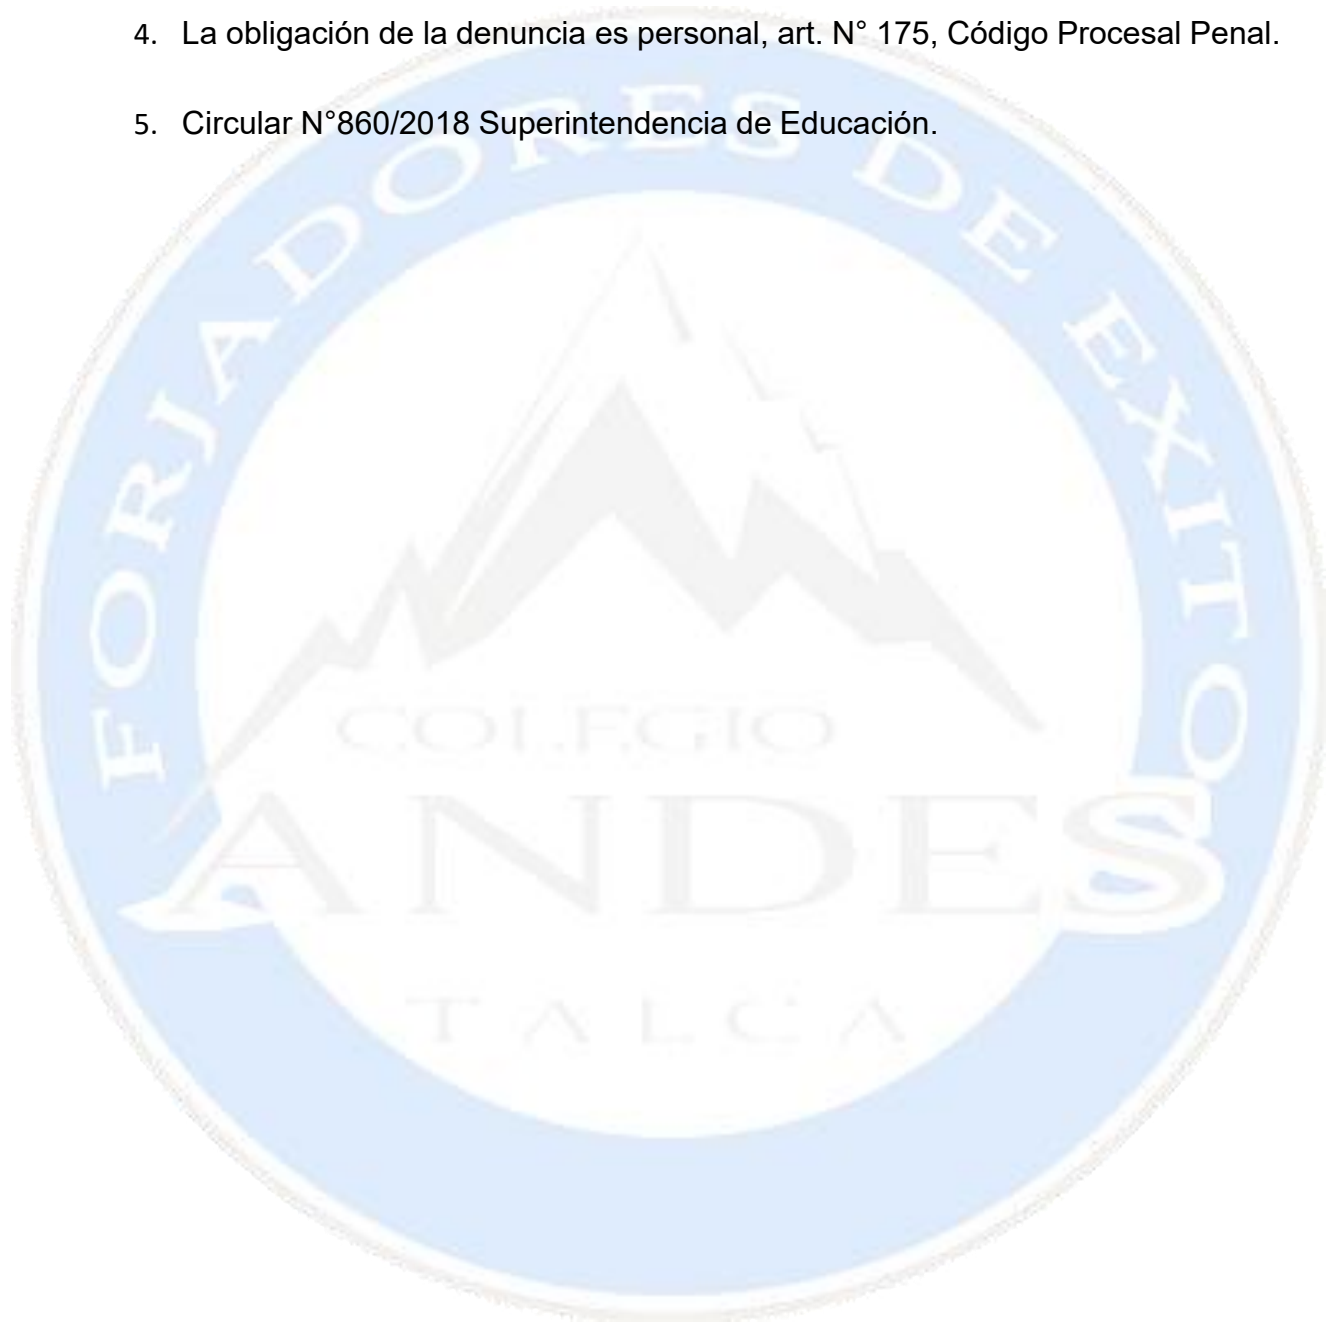 4. La obligación de la denuncia es personal, art. N° 175, Código Procesal Penal.
5. Circular N°860/2018 Superintendencia de Educación.
FORJADORES DE EXITO
COLEGIO
ANDES
TALCA